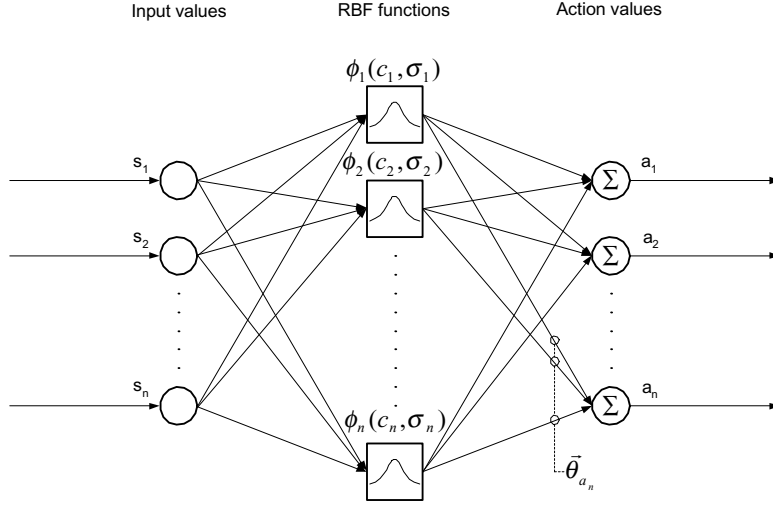 Input values RBF functions Action values
ϕ₁(c₁,σ₁)
s₁ ϕ₂(c₂,σ₂) a₁
Σ
s₂ a₂
Σ
sₙ ϕₙ(cₙ,σₙ) aₙ
Σ
θ⃗ₐₙ